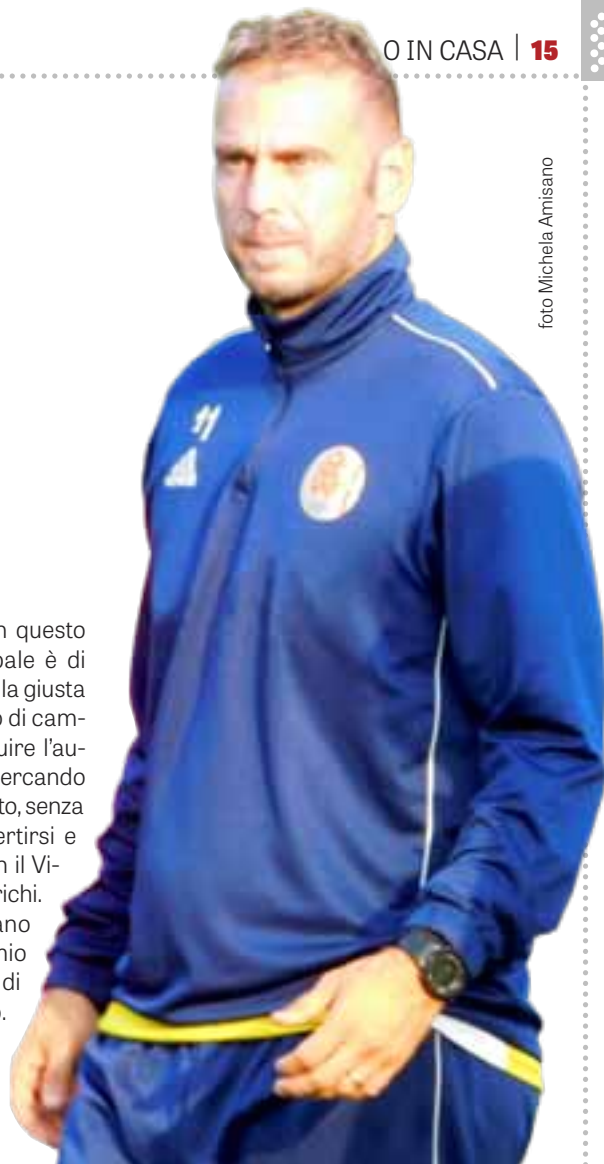 O IN CASA | 15
foto Michela Amisano
n questo
pale è di
la giusta
o di cam-
uire l'au-
ercando
to, senza
ertirsi e
n il Vi-
richi.
ano
nio
di
.